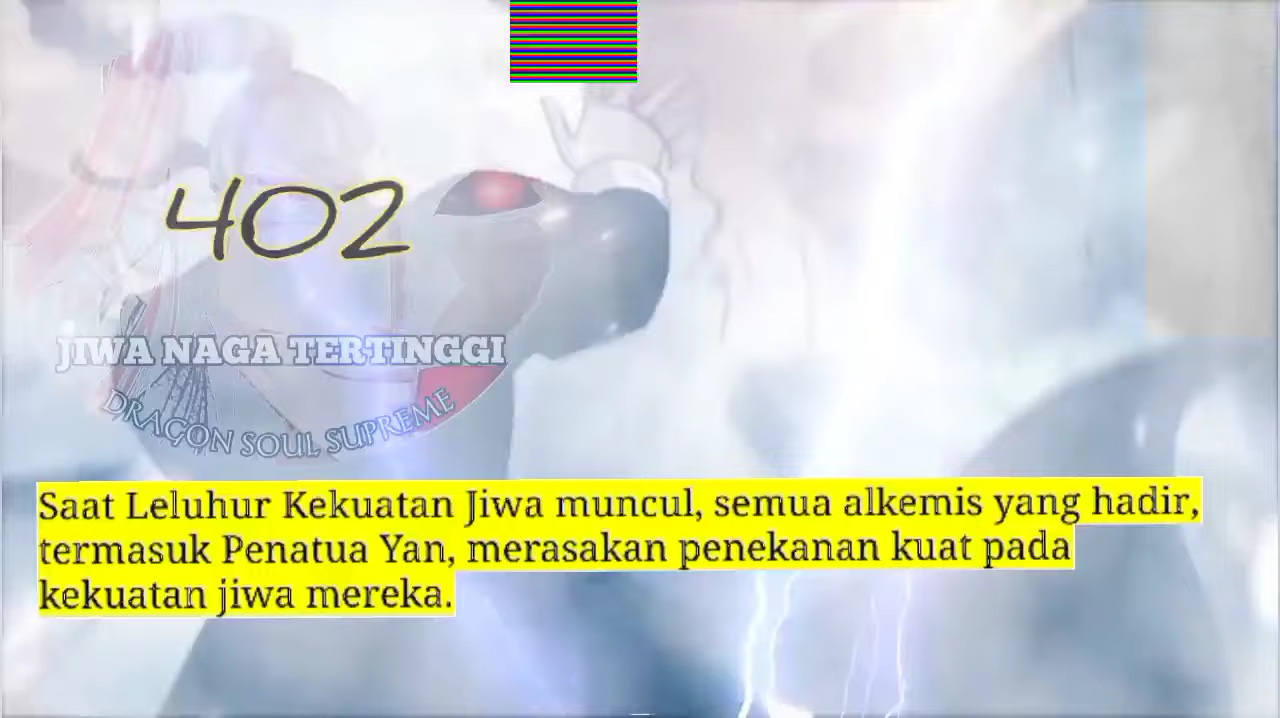 402
JIWA NAGA TERTINGGI
DRAGON SOUL SUPREME
Saat Leluhur Kekuatan Jiwa muncul, semua alkemis yang hadir,
termasuk Penatua Yan, merasakan penekanan kuat pada
kekuatan jiwa mereka.